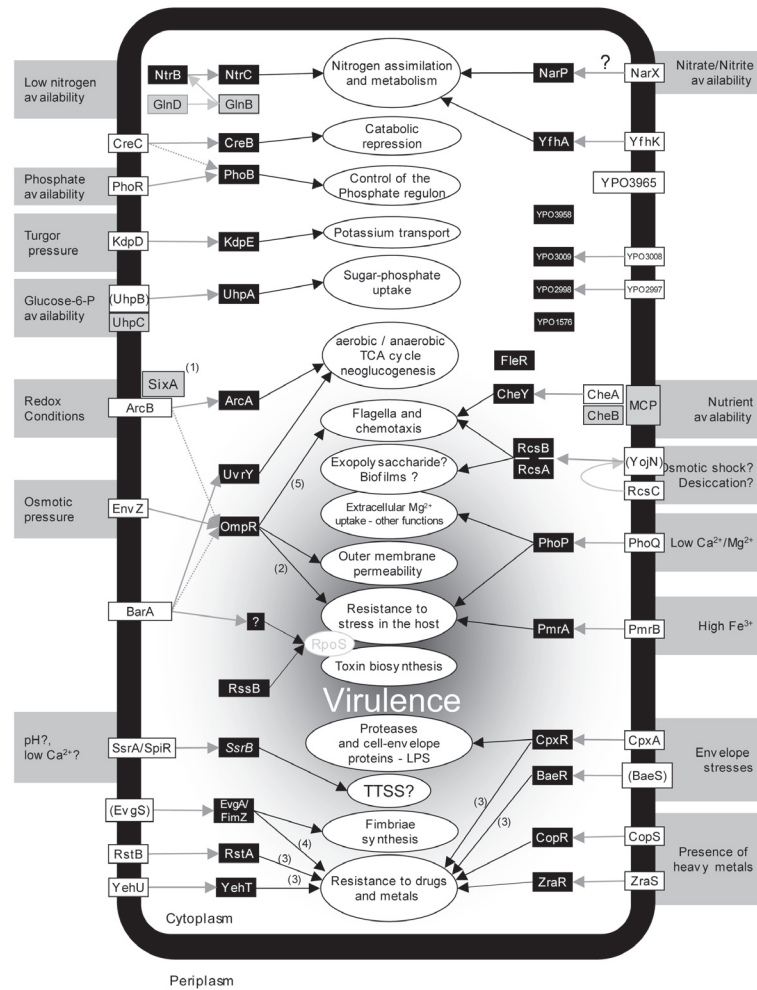 Low nitrogen
availability
NtrB
NtrC
GlnD
GlnB
Nitrogen assimilation
and metabolism
NarP
?
NarX
Nitrate/Nitrite
availability
CreC
CreB
Catabolic
repression
YfhA
YfhK
Phosphate
availability
PhoR
PhoB
Control of the
Phosphate regulon
YPO3965
Turgor
pressure
KdpD
KdpE
Potassium transport
YPO3958
YPO3009
YPO3008
Glucose-6-P
availability
(UhpB)
UhpC
UhpA
Sugar-phosphate
uptake
YPO2998
YPO2997
YPO1576
Redox
Conditions
SixA
(1)
ArcB
ArcA
aerobic / anaerobic
TCA cycle
neoglucogenesis
FleR
CheY
CheA
CheB
MCP
Nutrient
availability
Flagella and
chemotaxis
UvrY
(5)
Exopolysaccharide?
Biofilms ?
RcsB
RcsA
(YojN)
RcsC
Osmotic shock?
Desiccation?
Osmotic
pressure
EnvZ
OmpR
Extracellular Mg²⁺
uptake - other functions
PhoP
PhoQ
Low Ca²⁺/Mg²⁺
(2)
Outer membrane
permeability
BarA
?
Resistance to
stress in the host
PmrA
PmrB
High Fe³⁺
RpoS
RssB
Toxin biosynthesis
Virulence
pH?,
low Ca²⁺?
SsrA/SpiR
SsrB
Proteases
and cell-envelope
proteins - LPS
CpxR
CpxA
Envelope
stresses
TTSS?
BaeR
(BaeS)
(EvgS)
EvgA/
FimZ
(3)
(3)
Fimbriae
synthesis
(4)
CopR
CopS
Presence of
heavy metals
RstB
RstA
(3)
YehU
YehT
(3)
Resistance to drugs
and metals
ZraR
ZraS
Cytoplasm
Periplasm